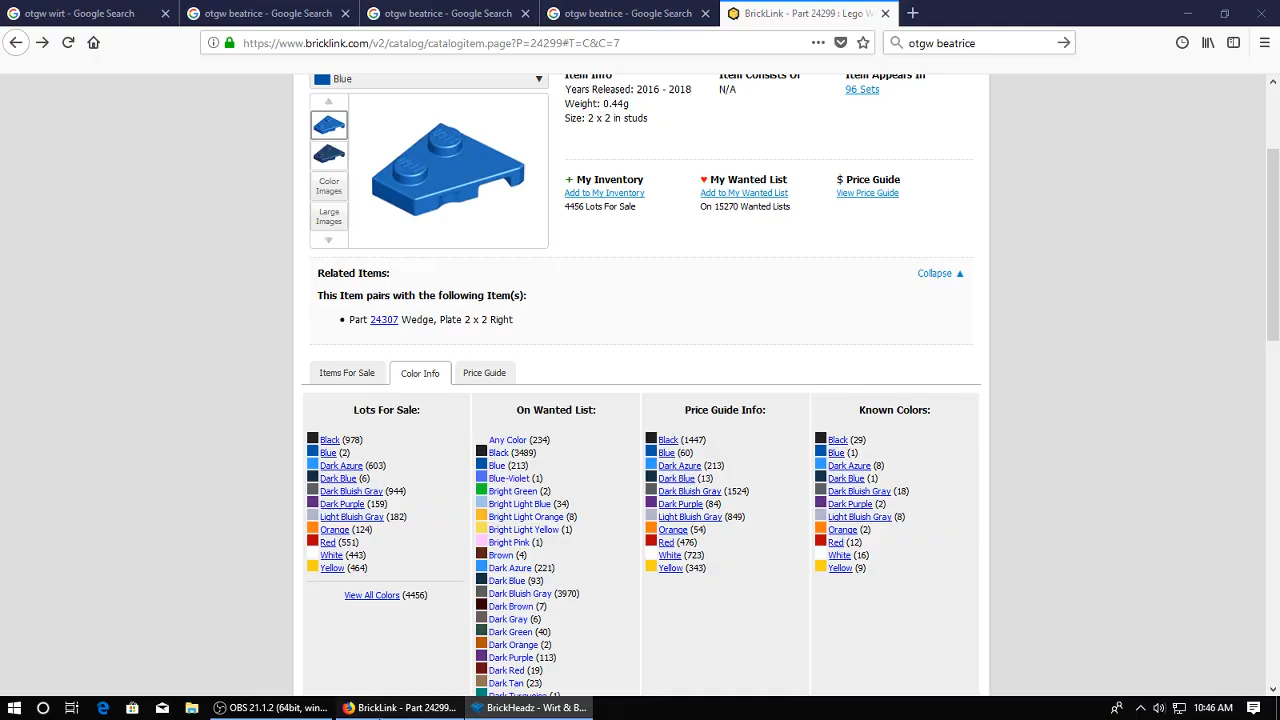 otgw wirt - Google Search
otgw beatrice - Google Search
otgw beatrice - Google Search
otgw beatrice - Google Search
BrickLink - Part 24299 : Lego W
https://www.bricklink.com/v2/catalog/catalogitem.page?P=24299#T=C&C=7
otgw beatrice
Blue
Item Info
Item Consists Of
Item Appears In
Years Released: 2016 - 2018
N/A
96 Sets
Weight: 0.44g
Size: 2 x 2 in studs
Color
Images
Large
Images
+ My Inventory
♥ My Wanted List
$ Price Guide
Add to My Inventory
Add to My Wanted List
View Price Guide
4456 Lots For Sale
On 15270 Wanted Lists
Related Items:
Collapse ▲
This Item pairs with the following Item(s):
• Part 24307 Wedge, Plate 2 x 2 Right
Items For Sale
Color Info
Price Guide
Lots For Sale:
Black (978)
Blue (2)
Dark Azure (603)
Dark Blue (6)
Dark Bluish Gray (944)
Dark Purple (159)
Light Bluish Gray (182)
Orange (124)
Red (551)
White (443)
Yellow (464)
View All Colors (4456)
On Wanted List:
Any Color (234)
Black (3489)
Blue (213)
Blue-Violet (1)
Bright Green (2)
Bright Light Blue (34)
Bright Light Orange (8)
Bright Light Yellow (1)
Bright Pink (1)
Brown (4)
Dark Azure (221)
Dark Blue (93)
Dark Bluish Gray (3970)
Dark Brown (7)
Dark Gray (6)
Dark Green (40)
Dark Orange (2)
Dark Purple (113)
Dark Red (19)
Dark Tan (23)
Dark Turquoise (1)
Price Guide Info:
Black (1447)
Blue (60)
Dark Azure (213)
Dark Blue (13)
Dark Bluish Gray (1524)
Dark Purple (84)
Light Bluish Gray (849)
Orange (54)
Red (476)
White (723)
Yellow (343)
Known Colors:
Black (29)
Blue (1)
Dark Azure (8)
Dark Blue (1)
Dark Bluish Gray (18)
Dark Purple (2)
Light Bluish Gray (8)
Orange (2)
Red (12)
White (16)
Yellow (9)
OBS 21.1.2 (64bit, win...
BrickLink - Part 24299...
BrickHeadz - Wirt & B...
10:46 AM